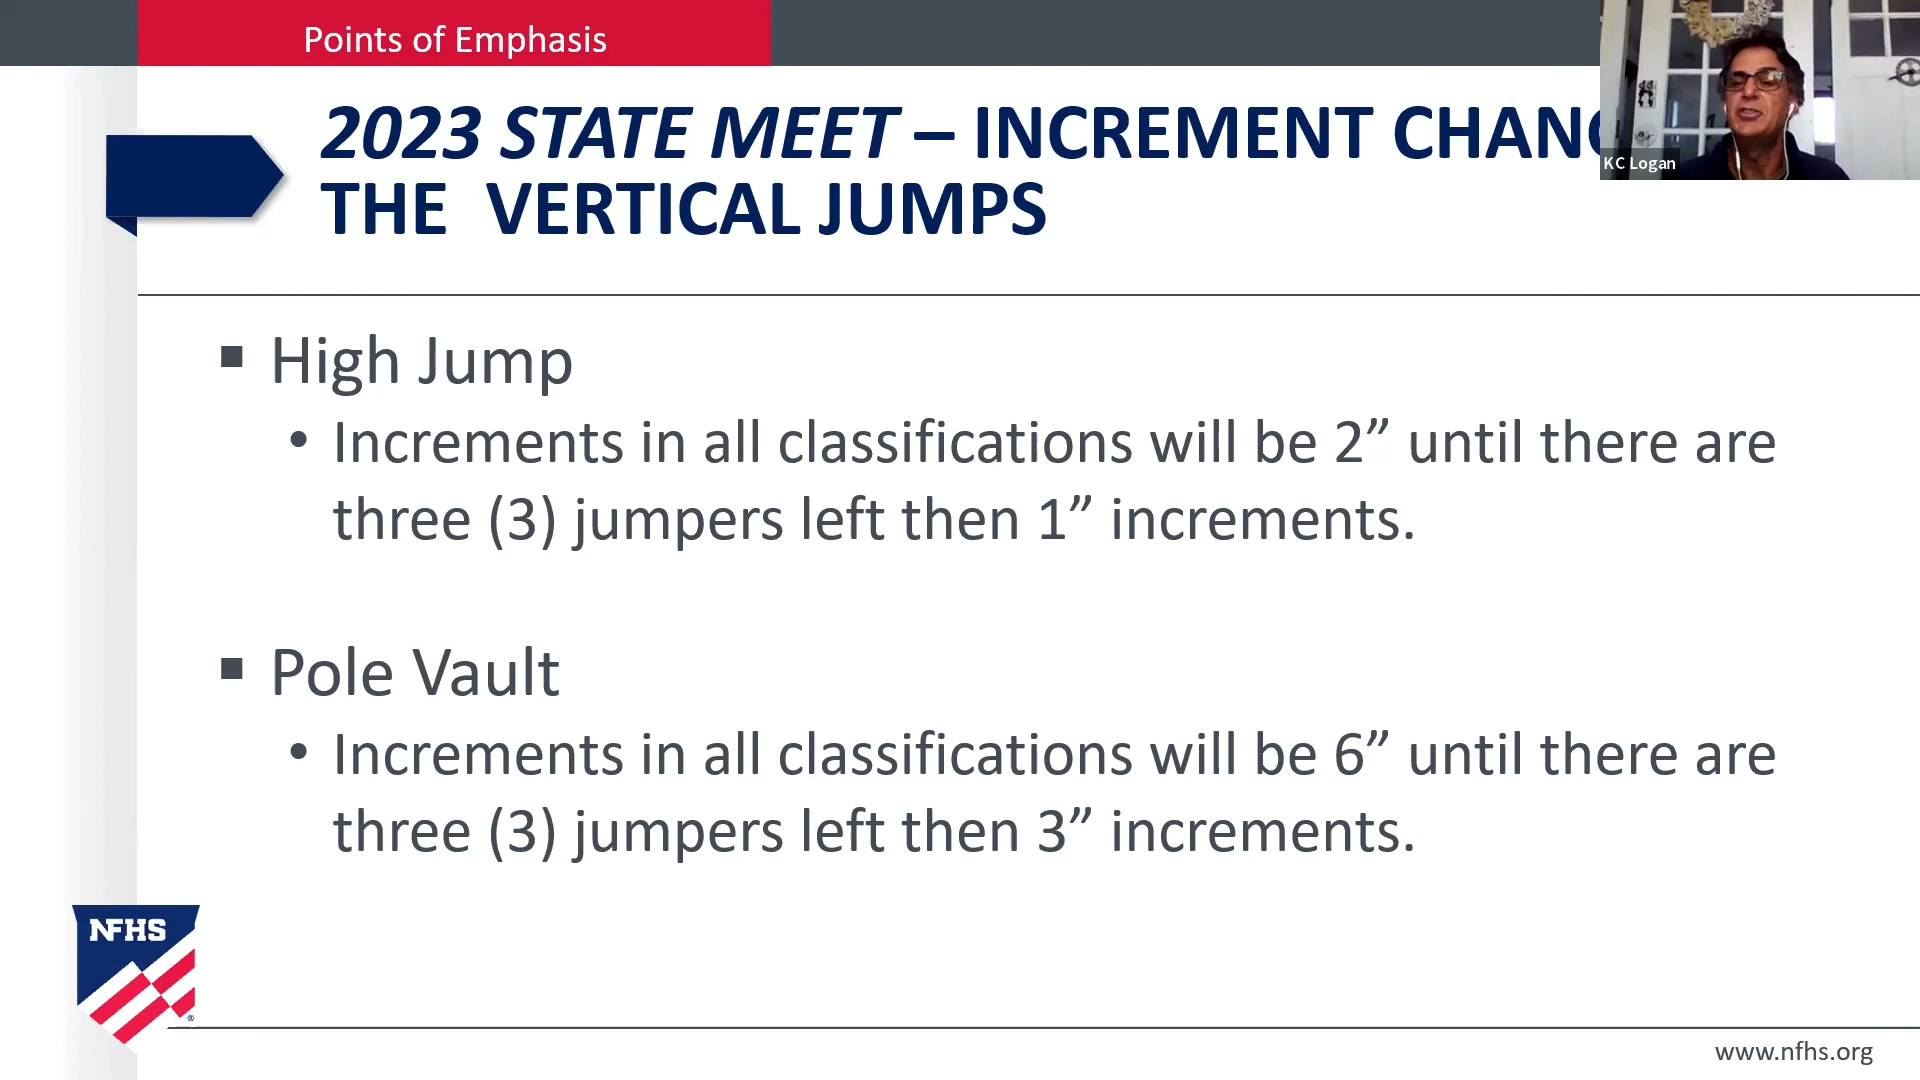 Points of Emphasis
2023 STATE MEET – INCREMENT
THE VERTICAL JUMPS
KC Logan
▪ High Jump
• Increments in all classifications will be 2” until there are
three (3) jumpers left then 1” increments.
▪ Pole Vault
• Increments in all classifications will be 6” until there are
three (3) jumpers left then 3” increments.
NFHS
®
www.nfhs.org